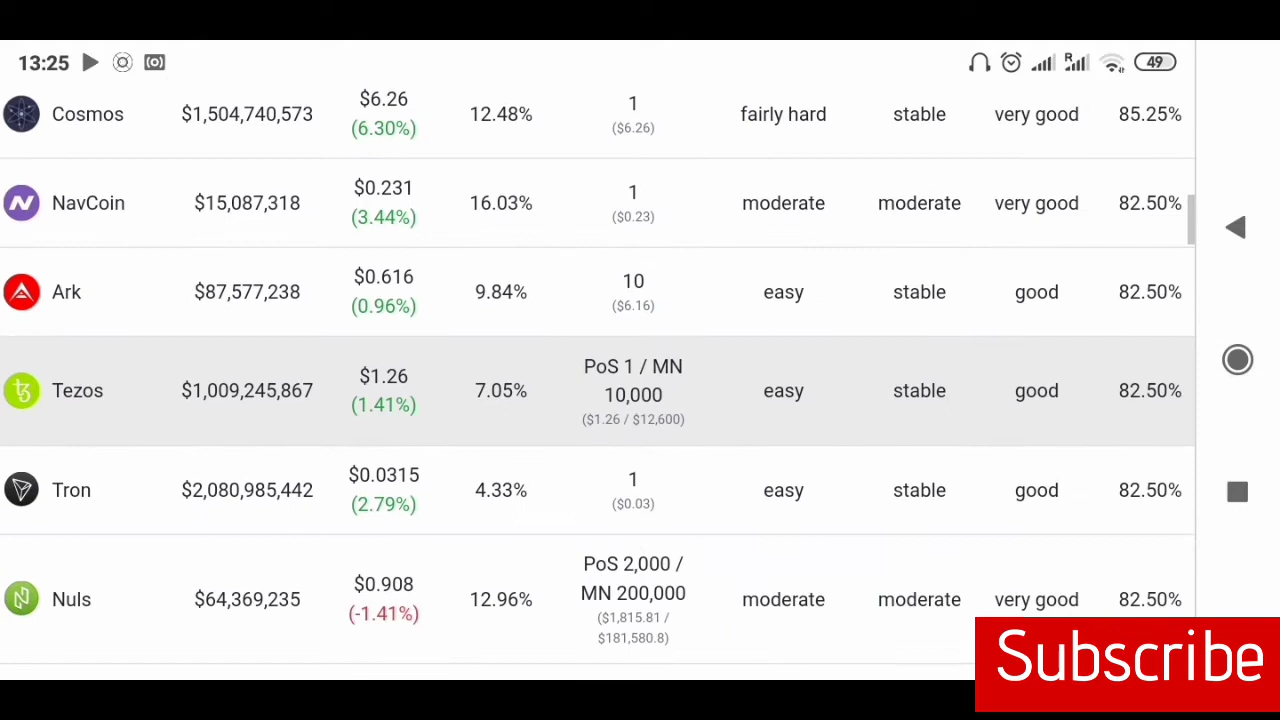 13:25
R
49
Cosmos $1,504,740,573 $6.26 (6.30%) 12.48% 1 ($6.26) fairly hard stable very good 85.25%
NavCoin $15,087,318 $0.231 (3.44%) 16.03% 1 ($0.23) moderate moderate very good 82.50%
Ark $87,577,238 $0.616 (0.96%) 9.84% 10 ($6.16) easy stable good 82.50%
Tezos $1,009,245,867 $1.26 (1.41%) 7.05% PoS 1 / MN 10,000 ($1.26 / $12,600) easy stable good 82.50%
Tron $2,080,985,442 $0.0315 (2.79%) 4.33% 1 ($0.03) easy stable good 82.50%
Nuls $64,369,235 $0.908 (-1.41%) 12.96% PoS 2,000 / MN 200,000 ($1,815.81 / $181,580.8) moderate moderate very good 82.50%
Subscribe